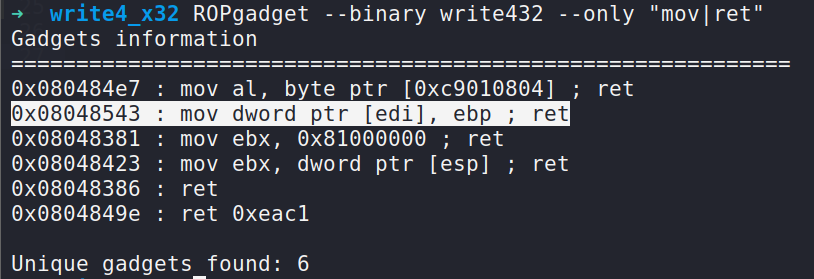 → write4_x32 ROPgadget --binary write432 --only "mov|ret"
Gadgets information
============================================================
0x080484e7 : mov al, byte ptr [0xc9010804] ; ret
0x08048543 : mov dword ptr [edi], ebp ; ret
0x08048381 : mov ebx, 0x81000000 ; ret
0x08048423 : mov ebx, dword ptr [esp] ; ret
0x08048386 : ret
0x0804849e : ret 0xeac1
Unique gadgets found: 6